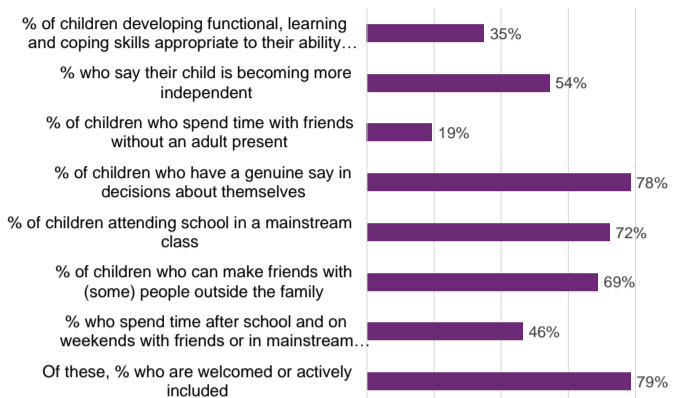 % of children developing functional, learning
and coping skills appropriate to their ability…
35%
% who say their child is becoming more
independent
54%
% of children who spend time with friends
without an adult present
19%
% of children who have a genuine say in
decisions about themselves
78%
% of children attending school in a mainstream
class
72%
% of children who can make friends with
(some) people outside the family
69%
% who spend time after school and on
weekends with friends or in mainstream…
46%
Of these, % who are welcomed or actively
included
79%